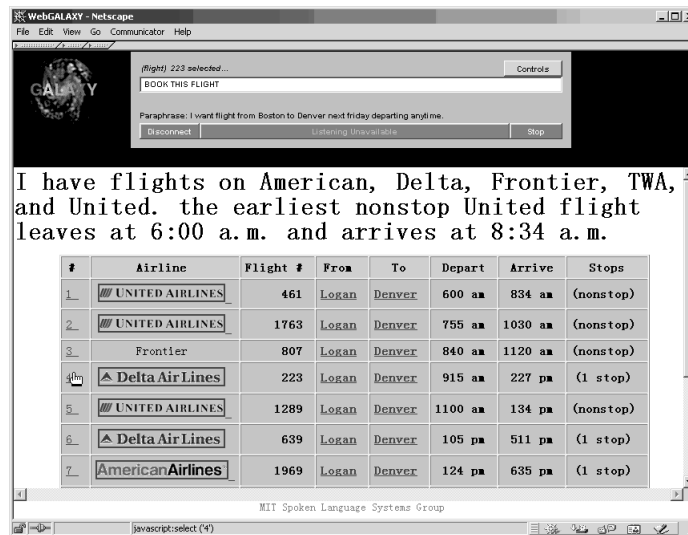 WebGALAXY - Netscape
File Edit View Go Communicator Help
GALAXY
(Right) 223 selected...
Controls
BOOK THIS FLIGHT
Paraphrase: I want flight from Boston to Denver next friday departing anytime.
Disconnect Listening Unavailable Stop
I have flights on American, Delta, Frontier, TWA,
and United. the earliest nonstop United flight
leaves at 6:00 a.m. and arrives at 8:34 a.m.
# Airline Flight # From To Depart Arrive Stops
1 UNITED AIRLINES 461 Logan Denver 600 am 834 am (nonstop)
2 UNITED AIRLINES 1763 Logan Denver 755 am 1030 am (nonstop)
3 Frontier 807 Logan Denver 840 am 1120 am (nonstop)
4 Delta Air Lines 223 Logan Denver 915 am 227 pm (1 stop)
5 UNITED AIRLINES 1289 Logan Denver 1100 am 134 pm (nonstop)
6 Delta Air Lines 639 Logan Denver 105 pm 511 pm (1 stop)
7 AmericanAirlines 1969 Logan Denver 124 pm 635 pm (1 stop)
MIT Spoken Language Systems Group
javascript:select ('4')